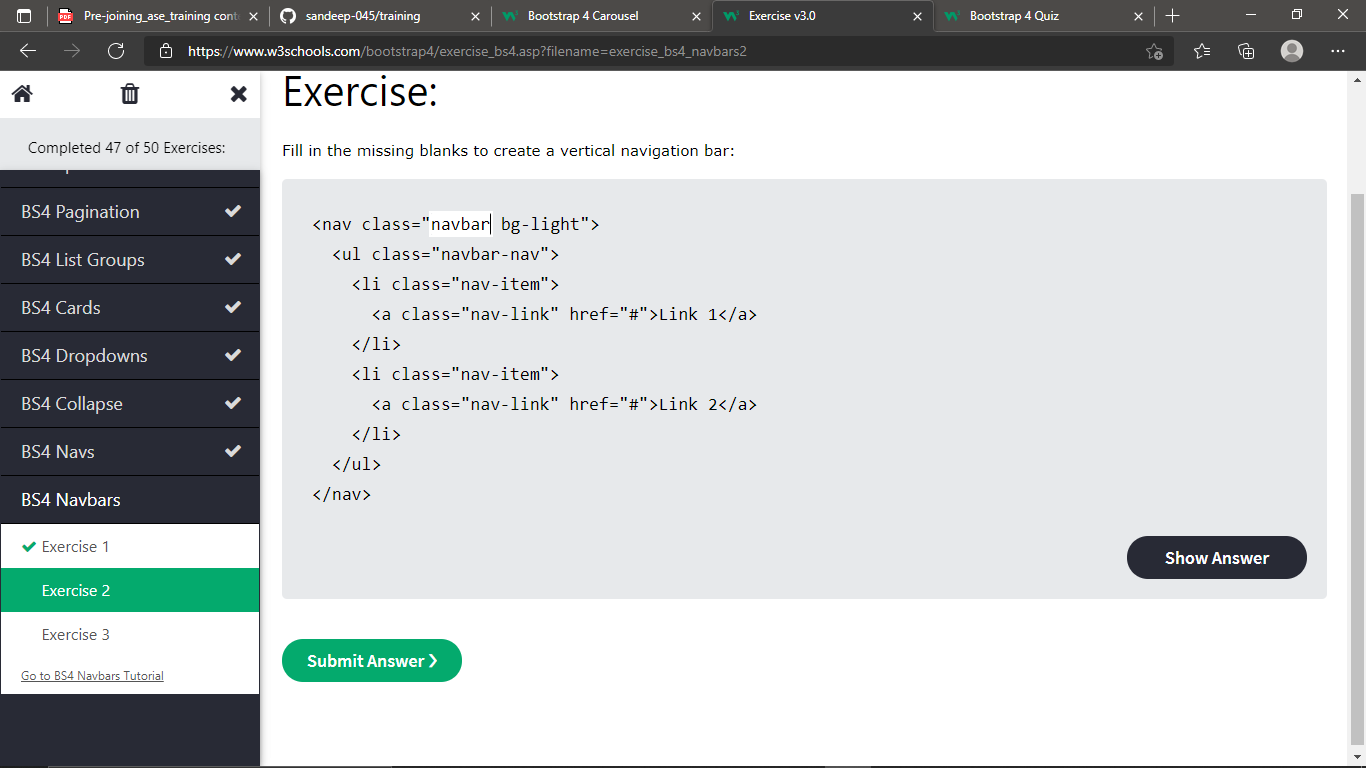 Pre-joining_ase_training cont
sandeep-045/training
Bootstrap 4 Carousel
Exercise v3.0
Bootstrap 4 Quiz
https://www.w3schools.com/bootstrap4/exercise_bs4.asp?filename=exercise_bs4_navbars2
Completed 47 of 50 Exercises:
BS4 Pagination
BS4 List Groups
BS4 Cards
BS4 Dropdowns
BS4 Collapse
BS4 Navs
BS4 Navbars
Exercise 1
Exercise 2
Exercise 3
Go to BS4 Navbars Tutorial
Exercise:
Fill in the missing blanks to create a vertical navigation bar:
<nav class="navbar bg-light">
<ul class="navbar-nav">
<li class="nav-item">
<a class="nav-link" href="#">Link 1</a>
</li>
<li class="nav-item">
<a class="nav-link" href="#">Link 2</a>
</li>
</ul>
</nav>
Show Answer
Submit Answer ❯